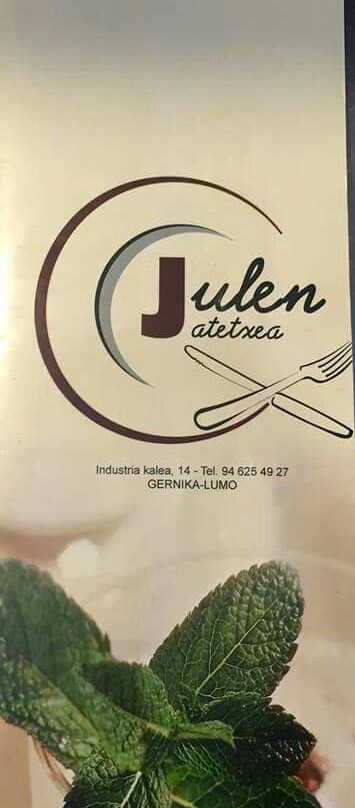 Julen
Jatetxea
Industria kalea, 14 - Tel. 94 625 49 27
GERNIKA-LUMO